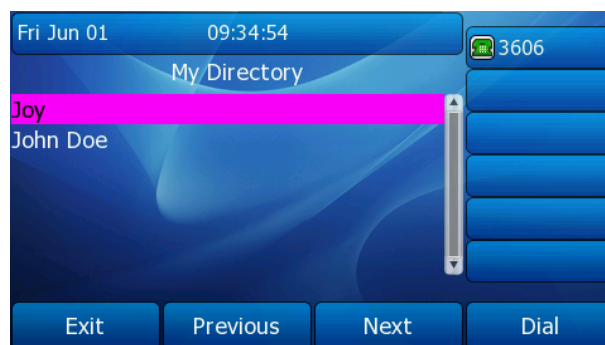 Fri Jun 01 09:34:54
3606
My Directory
Joy
John Doe
Exit Previous Next Dial